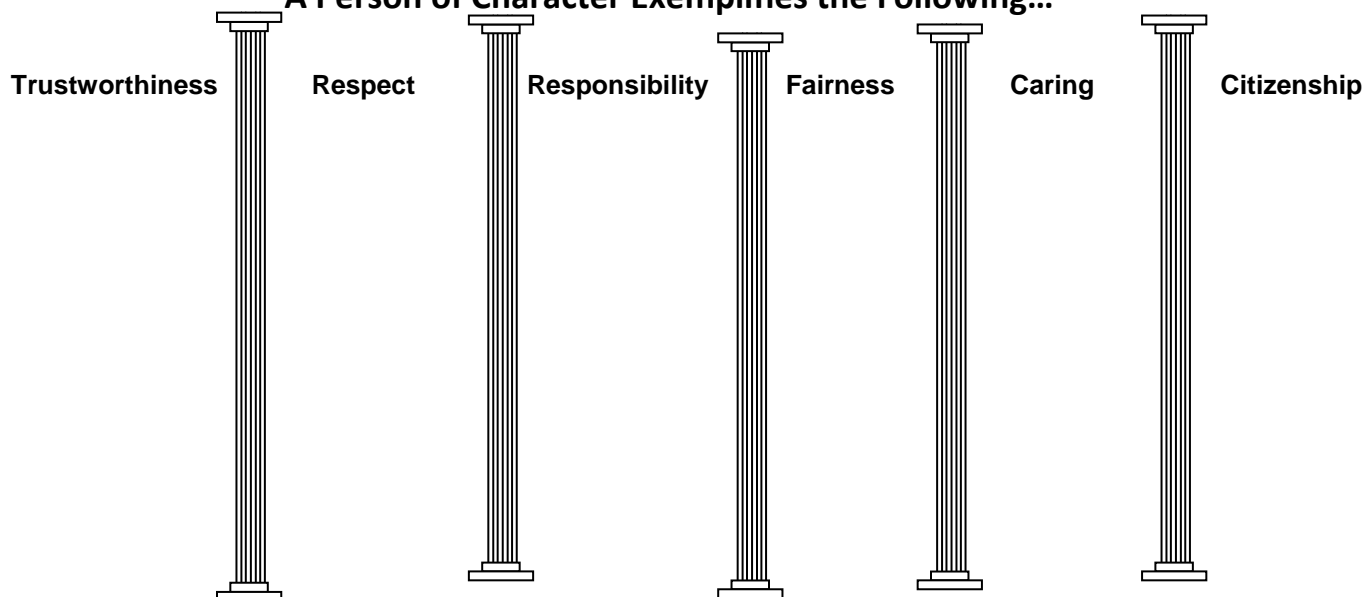 A Person of Character Exemplifies the Following...
Trustworthiness Respect Responsibility Fairness Caring Citizenship